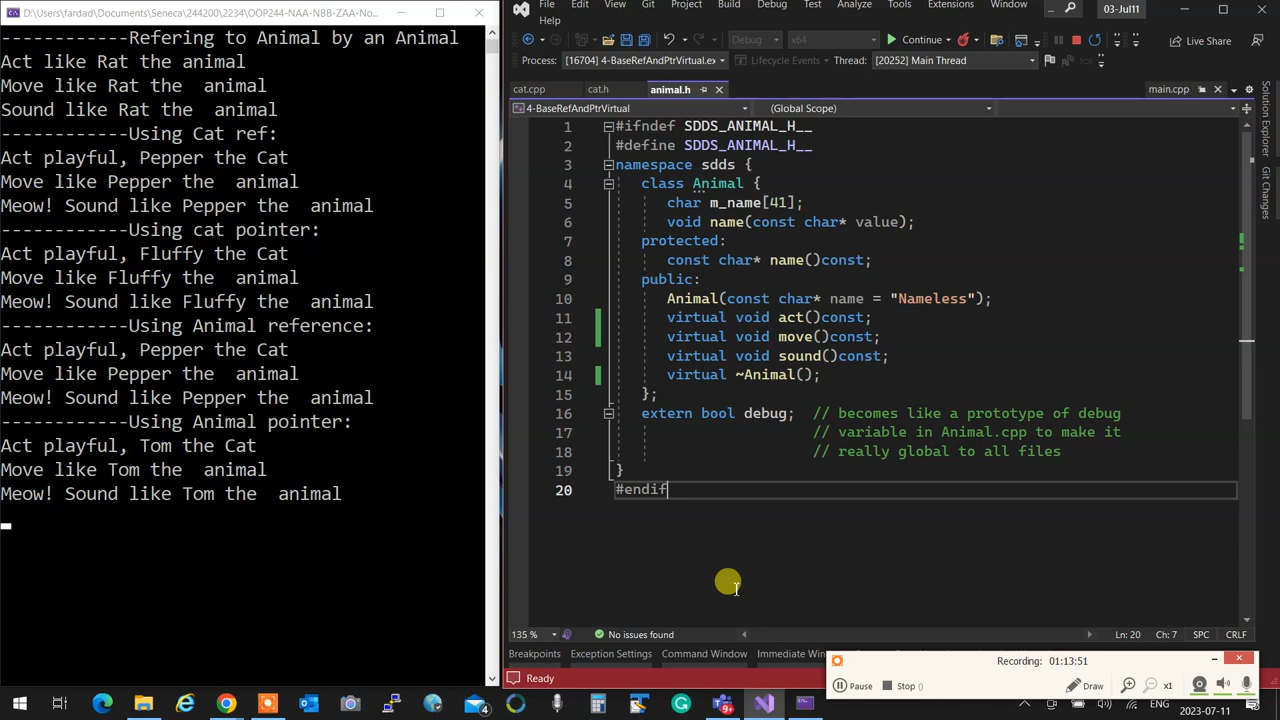 D:\Users\fardad\Documents\Seneca\244200\2234\OOP244-NAA-NBB-ZAA-No...
------------Refering to Animal by an Animal
Act like Rat the animal
Move like Rat the  animal
Sound like Rat the  animal
------------Using Cat ref:
Act playful, Pepper the Cat
Move like Pepper the  animal
Meow! Sound like Pepper the  animal
------------Using cat pointer:
Act playful, Fluffy the Cat
Move like Fluffy the  animal
Meow! Sound like Fluffy the  animal
------------Using Animal reference:
Act playful, Pepper the Cat
Move like Pepper the  animal
Meow! Sound like Pepper the  animal
------------Using Animal pointer:
Act playful, Tom the Cat
Move like Tom the  animal
Meow! Sound like Tom the  animal
File Edit View Git Project Build Debug Test Analyze Tools Extensions Window 03-Jul11
Help
Debug x64 Continue Live Share
Process: [16704] 4-BaseRefAndPtrVirtual.ex Lifecycle Events Thread: [20252] Main Thread
cat.cpp cat.h animal.h main.cpp
4-BaseRefAndPtrVirtual (Global Scope)
1 #ifndef SDDS_ANIMAL_H__
2 #define SDDS_ANIMAL_H__
3 namespace sdds {
4 class Animal {
5 char m_name[41];
6 void name(const char* value);
7 protected:
8 const char* name()const;
9 public:
10 Animal(const char* name = "Nameless");
11 virtual void act()const;
12 virtual void move()const;
13 virtual void sound()const;
14 virtual ~Animal();
15 };
16 extern bool debug;  // becomes like a prototype of debug
17 // variable in Animal.cpp to make it
18 // really global to all files
19 }
20 #endif
Solution Explorer
Git Changes
135 % No issues found Ln: 20 Ch: 7 SPC CRLF
Breakpoints Exception Settings Command Window Immediate Win
Ready
Recording: 01:13:51
Pause Stop () Draw x1
ENG 2023-07-11